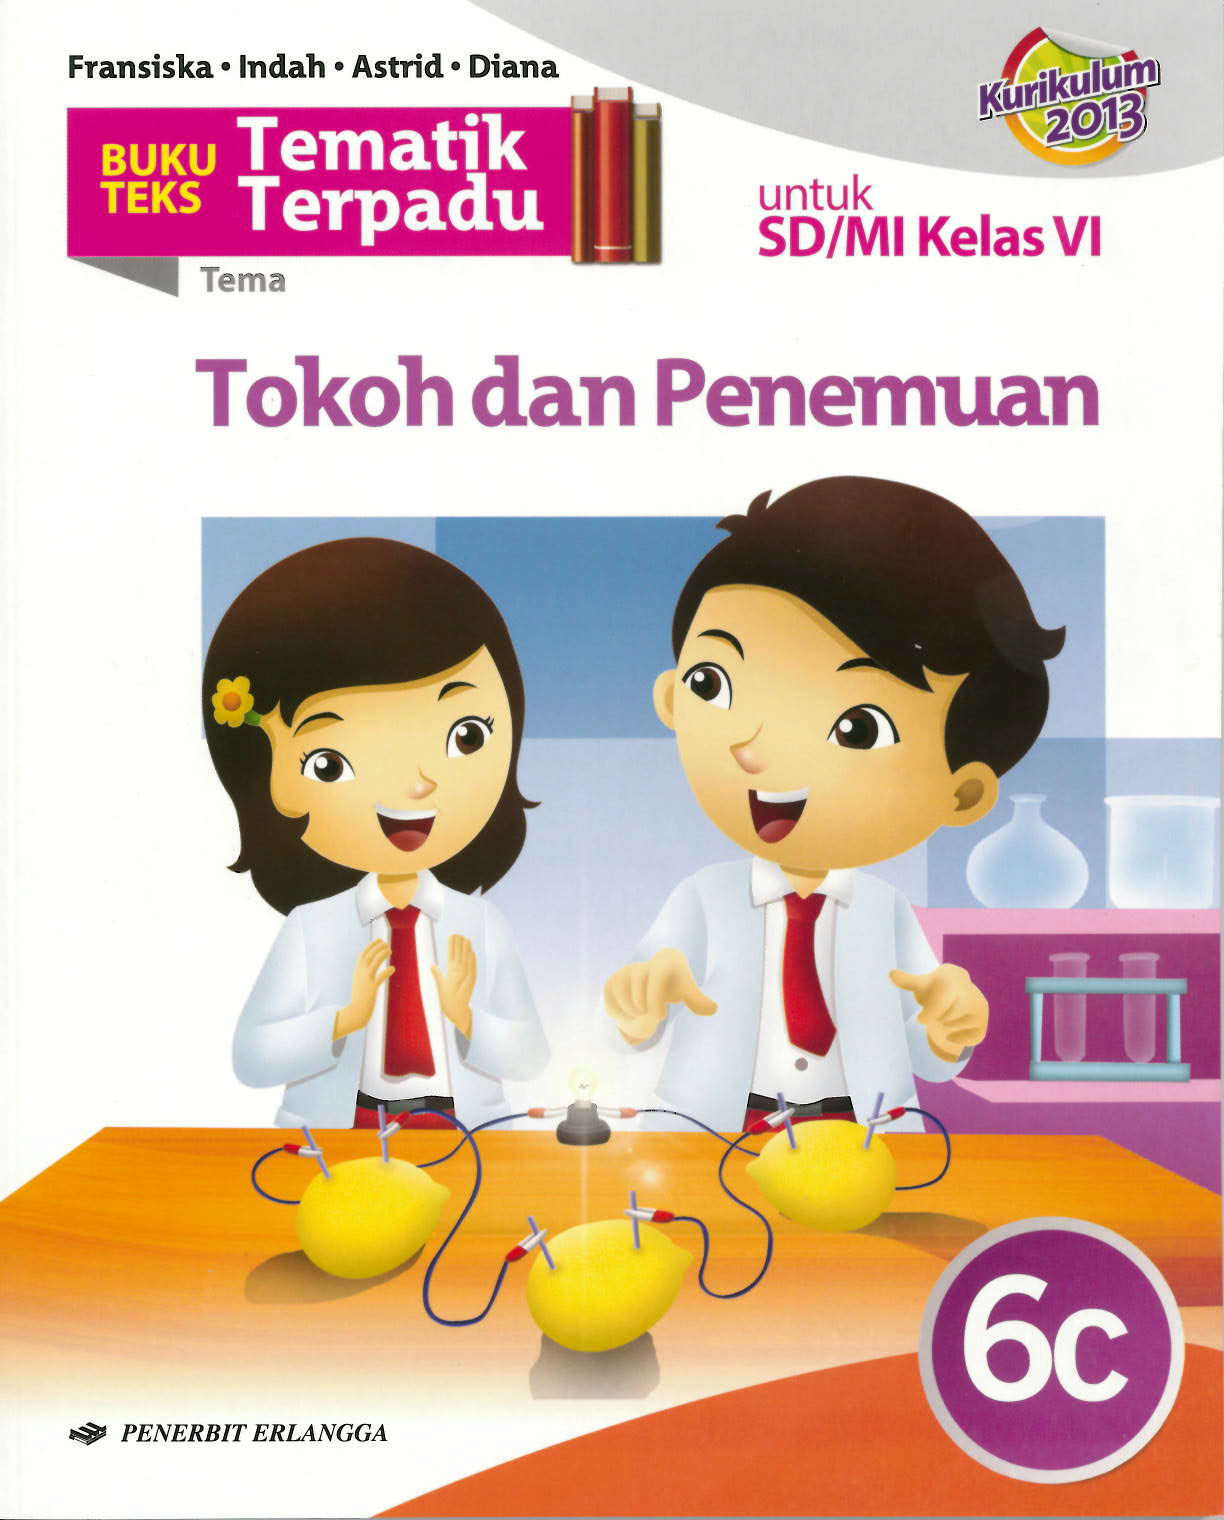 Fransiska • Indah • Astrid • Diana
Kurikulum
2013
BUKU
TEKS
Tematik
Terpadu
untuk
SD/MI Kelas VI
Tema
Tokoh dan Penemuan
6c
PENERBIT ERLANGGA